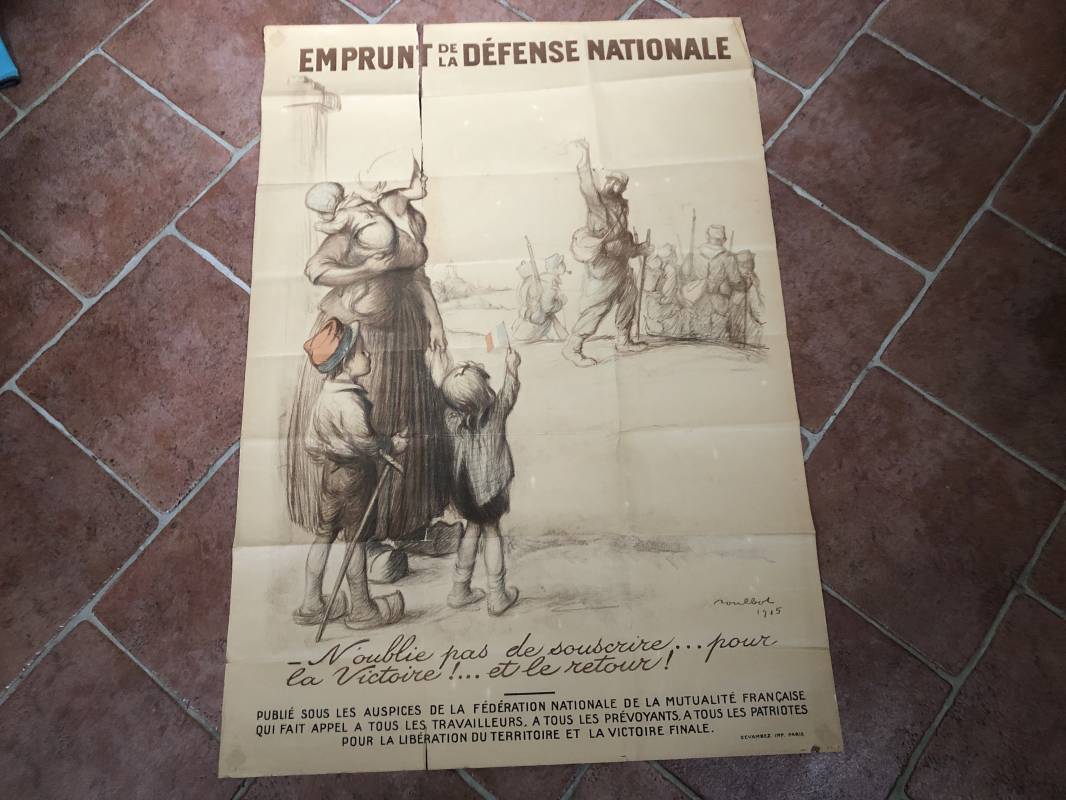 EMPRUNT DE LA DÉFENSE NATIONALE
Poulbot
1915
– N'oublie pas de souscrire... pour
la Victoire!... et le retour!
PUBLIÉ SOUS LES AUSPICES DE LA FÉDÉRATION NATIONALE DE LA MUTUALITÉ FRANÇAISE
QUI FAIT APPEL A TOUS LES TRAVAILLEURS, A TOUS LES PRÉVOYANTS, A TOUS LES PATRIOTES
POUR LA LIBÉRATION DU TERRITOIRE ET LA VICTOIRE FINALE.
DEVAMBEZ IMP. PARIS